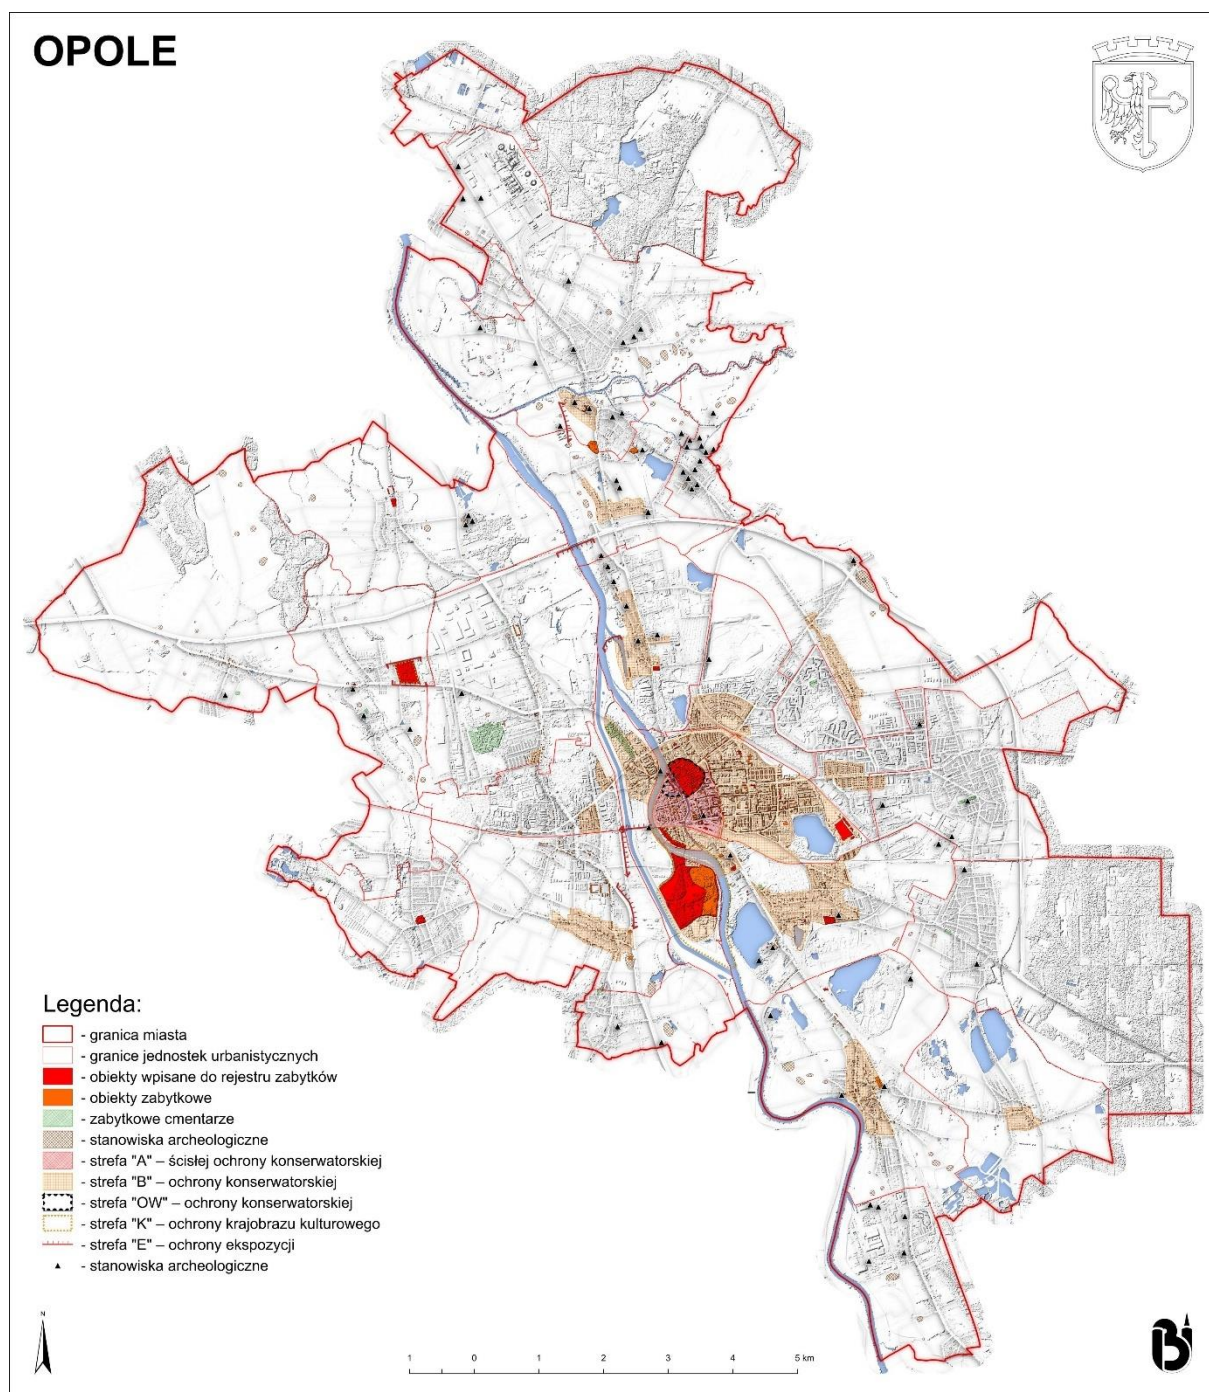 OPOLE
Legenda:
- granica miasta
- granice jednostek urbanistycznych
- obiekty wpisane do rejestru zabytków
- obiekty zabytkowe
- zabytkowe cmentarze
- stanowiska archeologiczne
- strefa "A" – ścisłej ochrony konserwatorskiej
- strefa "B" – ochrony konserwatorskiej
- strefa "OW" – ochrony konserwatorskiej
- strefa "K" – ochrony krajobrazu kulturowego
- strefa "E" – ochrony ekspozycji
- stanowiska archeologiczne
N
1 0 1 2 3 4 5 km